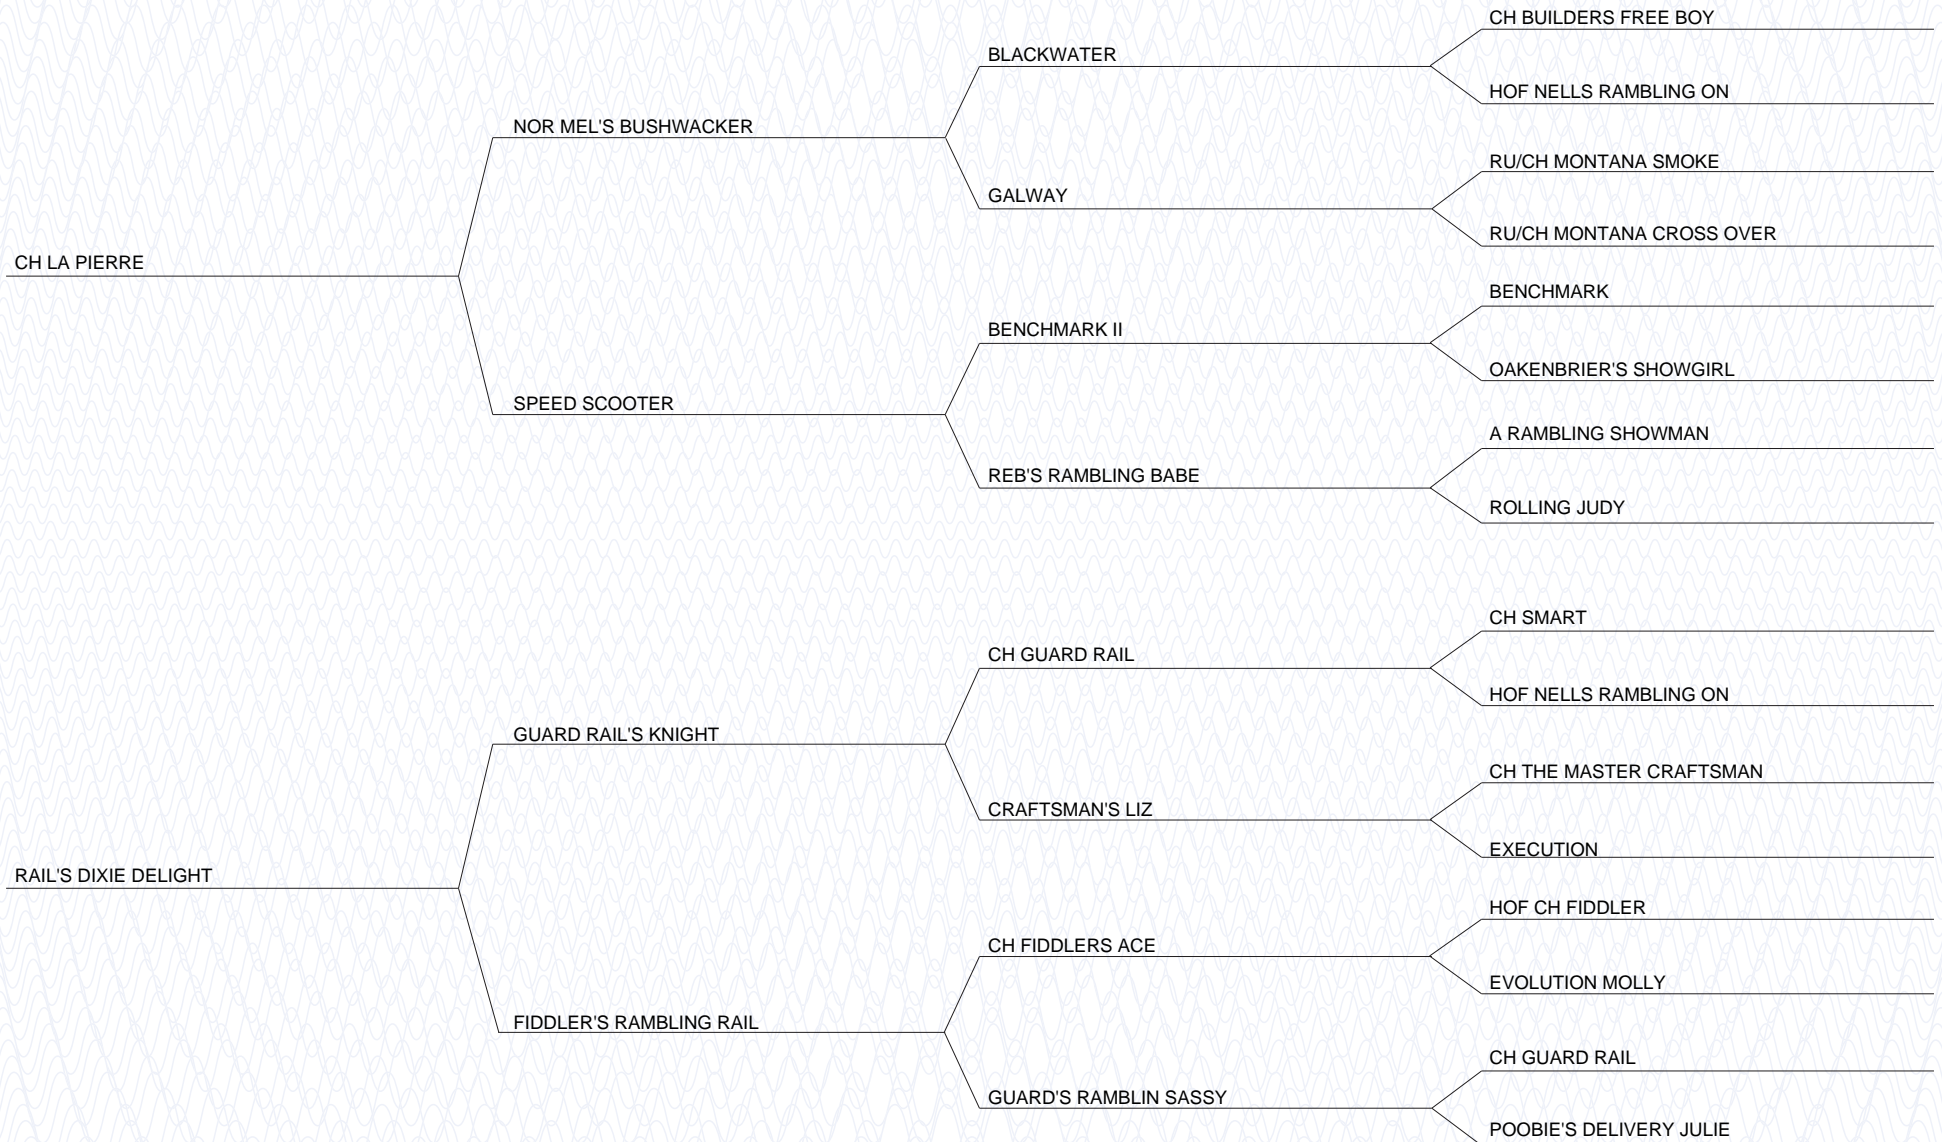 CH BUILDERS FREE BOY
BLACKWATER
HOF NELLS RAMBLING ON
NOR MEL'S BUSHWACKER
RU/CH MONTANA SMOKE
GALWAY
RU/CH MONTANA CROSS OVER
CH LA PIERRE
BENCHMARK
BENCHMARK II
OAKENBRIER'S SHOWGIRL
SPEED SCOOTER
A RAMBLING SHOWMAN
REB'S RAMBLING BABE
ROLLING JUDY
CH SMART
CH GUARD RAIL
HOF NELLS RAMBLING ON
GUARD RAIL'S KNIGHT
CH THE MASTER CRAFTSMAN
CRAFTSMAN'S LIZ
EXECUTION
RAIL'S DIXIE DELIGHT
HOF CH FIDDLER
CH FIDDLERS ACE
EVOLUTION MOLLY
FIDDLER'S RAMBLING RAIL
CH GUARD RAIL
GUARD'S RAMBLIN SASSY
POOBIE'S DELIVERY JULIE